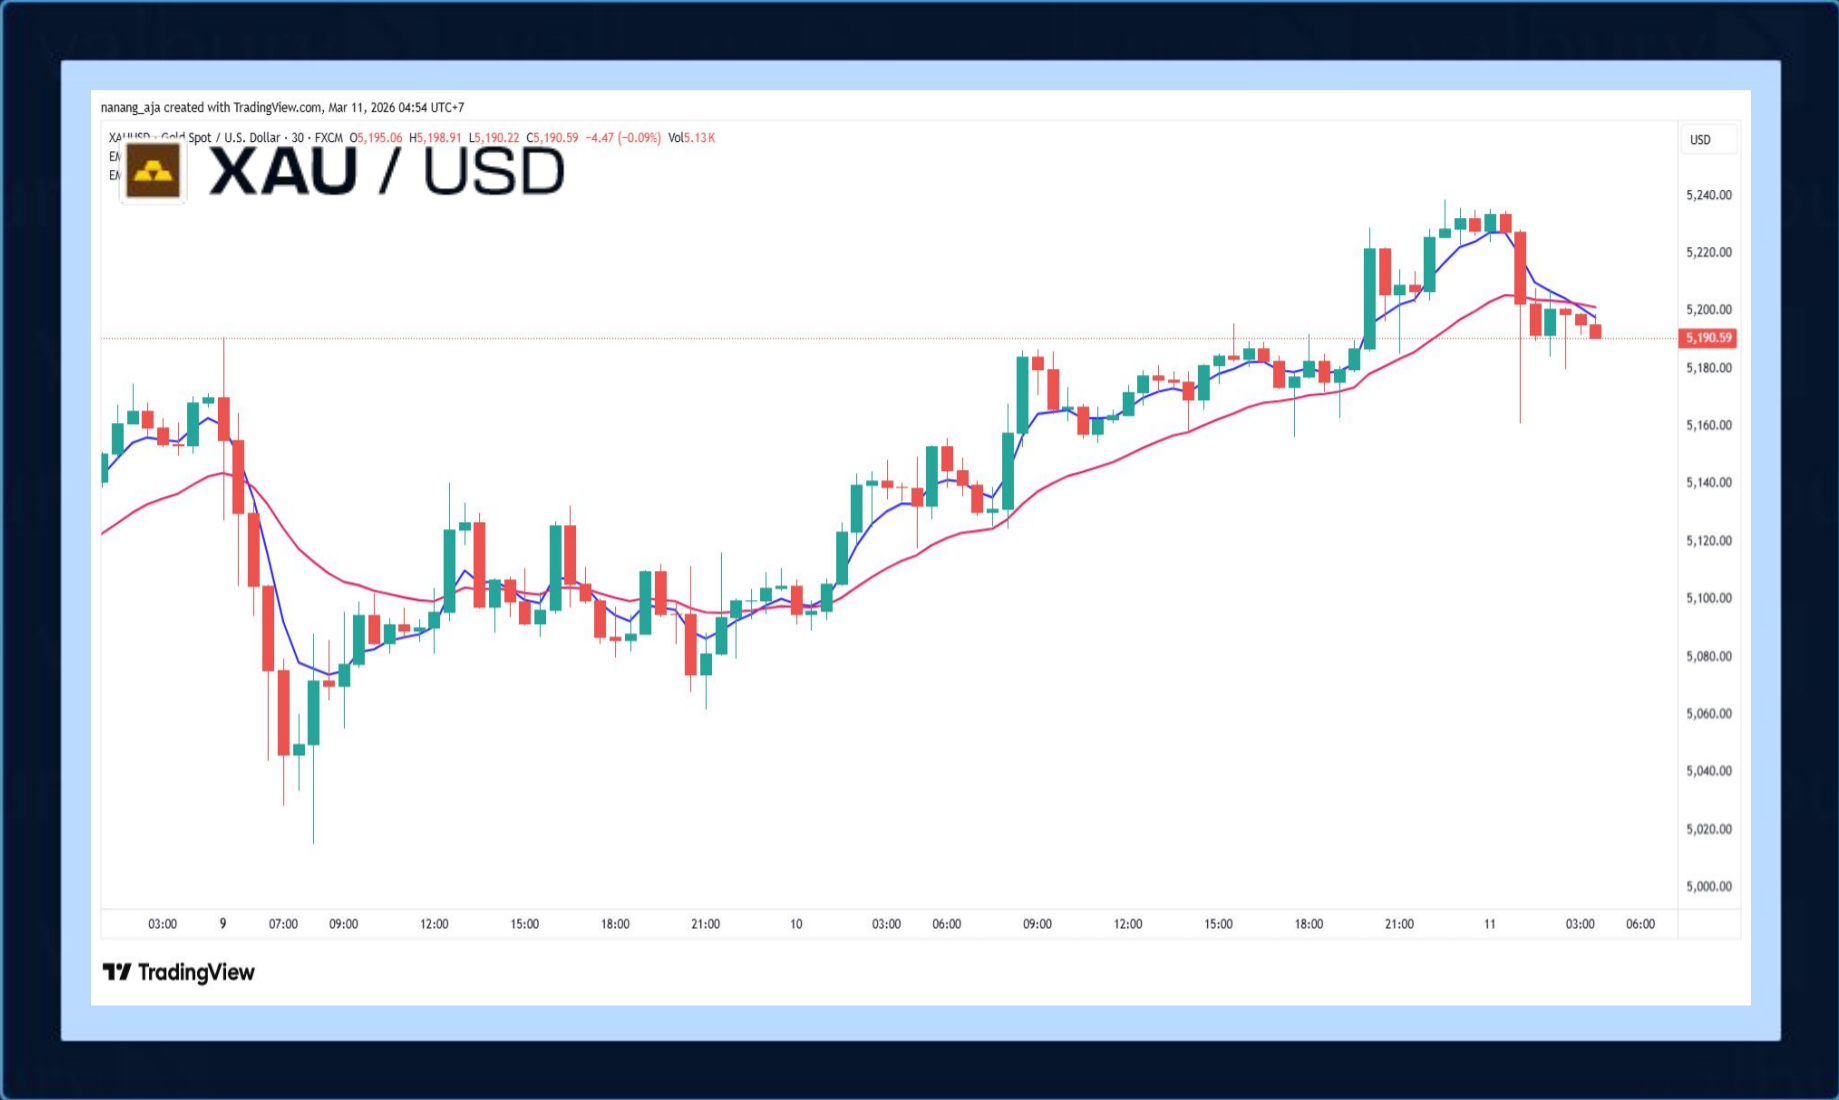 nanang_aja created with TradingView.com, Mar 11, 2026 04:54 UTC+7
XAUUSD · Gold Spot / U.S. Dollar · 30 · FXCM O5,195.06 H5,198.91 L5,190.22 C5,190.59 −4.47 (−0.09%) Vol5.13K
XAU / USD
USD
5,240.00
5,220.00
5,200.00
5,190.59
5,180.00
5,160.00
5,140.00
5,120.00
5,100.00
5,080.00
5,060.00
5,040.00
5,020.00
5,000.00
03:00 9 07:00 09:00 12:00 15:00 18:00 21:00 10 03:00 06:00 09:00 12:00 15:00 18:00 21:00 11 03:00 06:00
TradingView